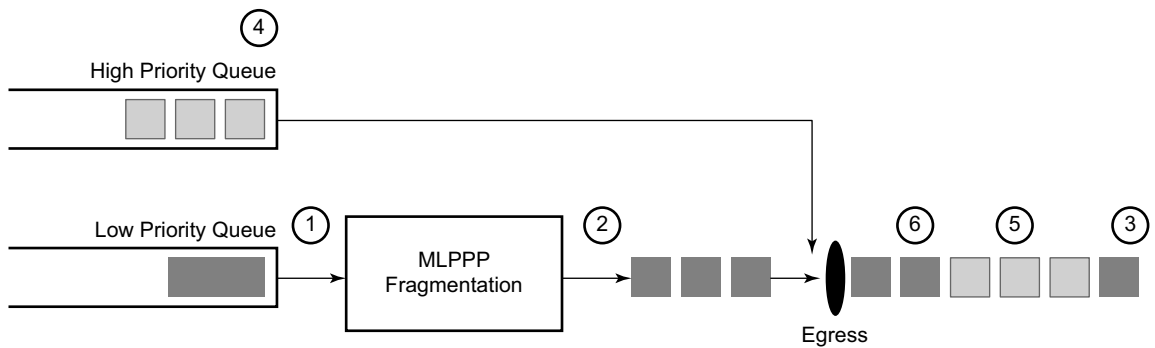 4
High Priority Queue
Low Priority Queue
1
MLPPP
Fragmentation
2
6
5
3
Egress